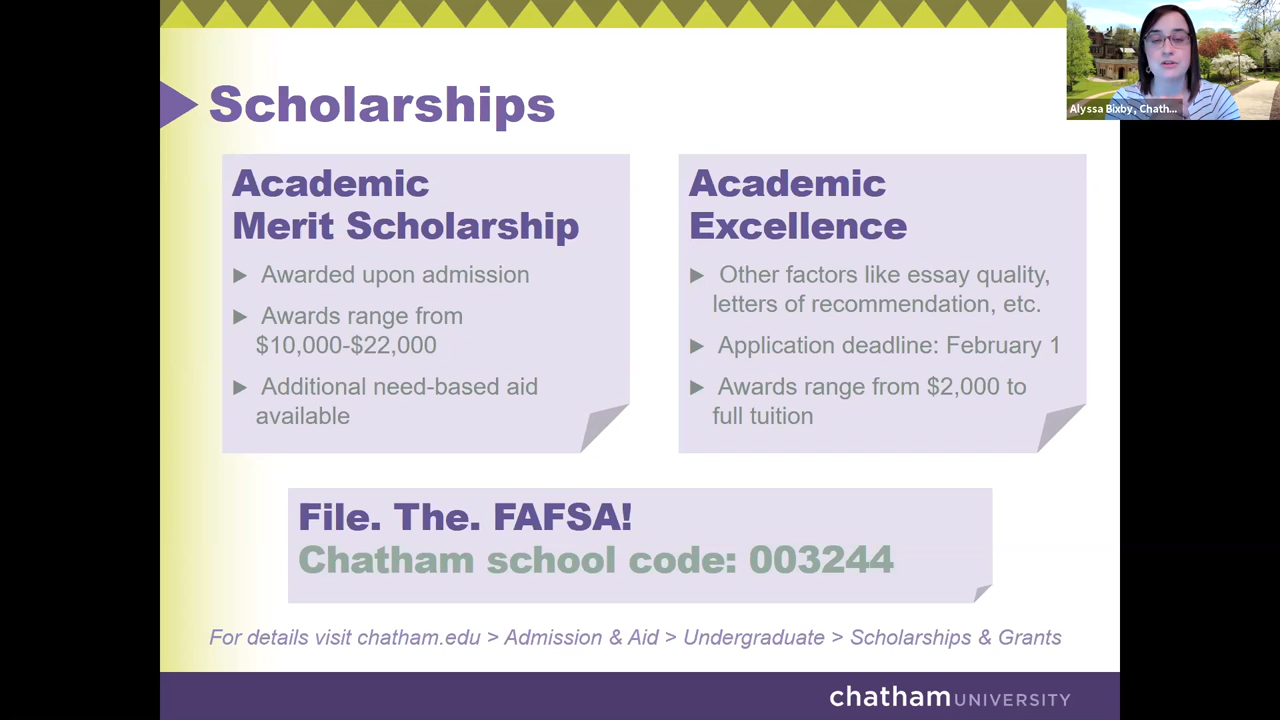 Scholarships
Alyssa Bixby, Chath...
Academic
Merit Scholarship
► Awarded upon admission
► Awards range from
$10,000-$22,000
► Additional need-based aid
available
Academic
Excellence
► Other factors like essay quality,
letters of recommendation, etc.
► Application deadline: February 1
► Awards range from $2,000 to
full tuition
File. The. FAFSA!
Chatham school code: 003244
For details visit chatham.edu > Admission & Aid > Undergraduate > Scholarships & Grants
chatham UNIVERSITY